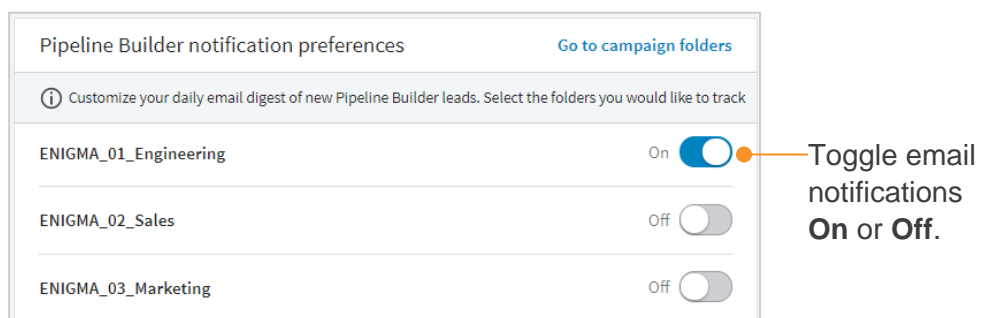 Pipeline Builder notification preferences
Go to campaign folders
Customize your daily email digest of new Pipeline Builder leads. Select the folders you would like to track
ENIGMA_01_Engineering
On
Toggle email
notifications
On or Off.
ENIGMA_02_Sales
Off
ENIGMA_03_Marketing
Off